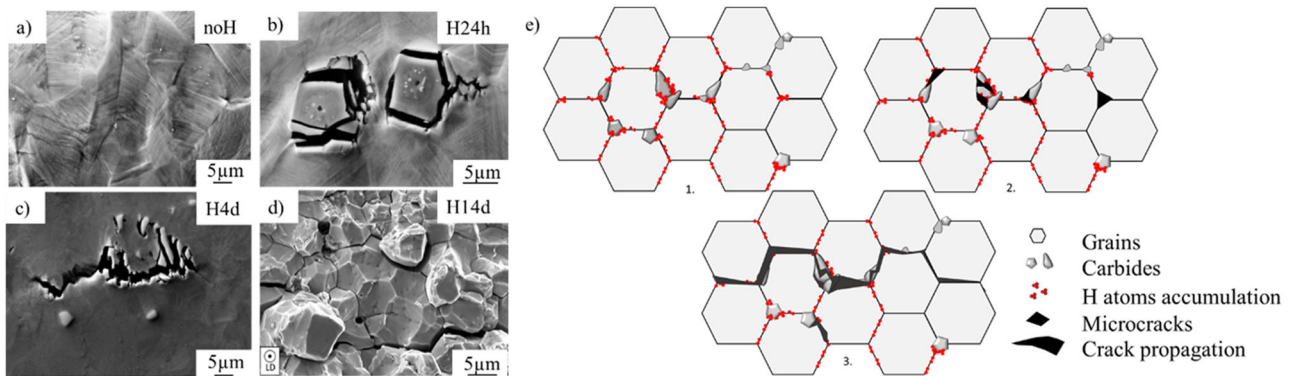 a)
noH
5µm
b)
H24h
5µm
c)
H4d
5µm
d)
H14d
LD
5µm
e)
1.
2.
3.
Grains
Carbides
H atoms accumulation
Microcracks
Crack propagation